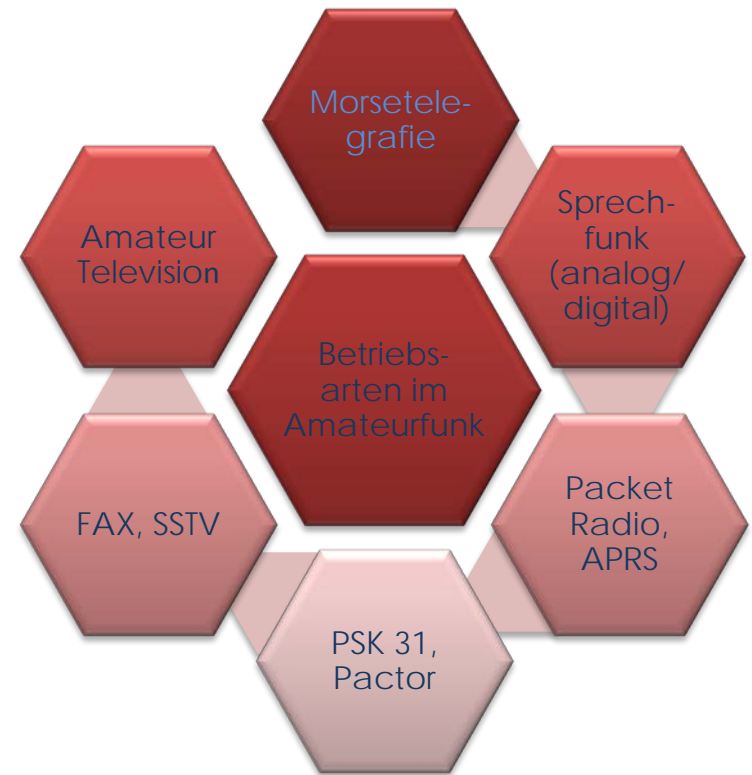 Morsetele-
grafie
Sprech-
funk
(analog/
digital)
Packet
Radio,
APRS
PSK 31,
Pactor
FAX, SSTV
Amateur
Television
Betriebs-
arten im
Amateurfunk